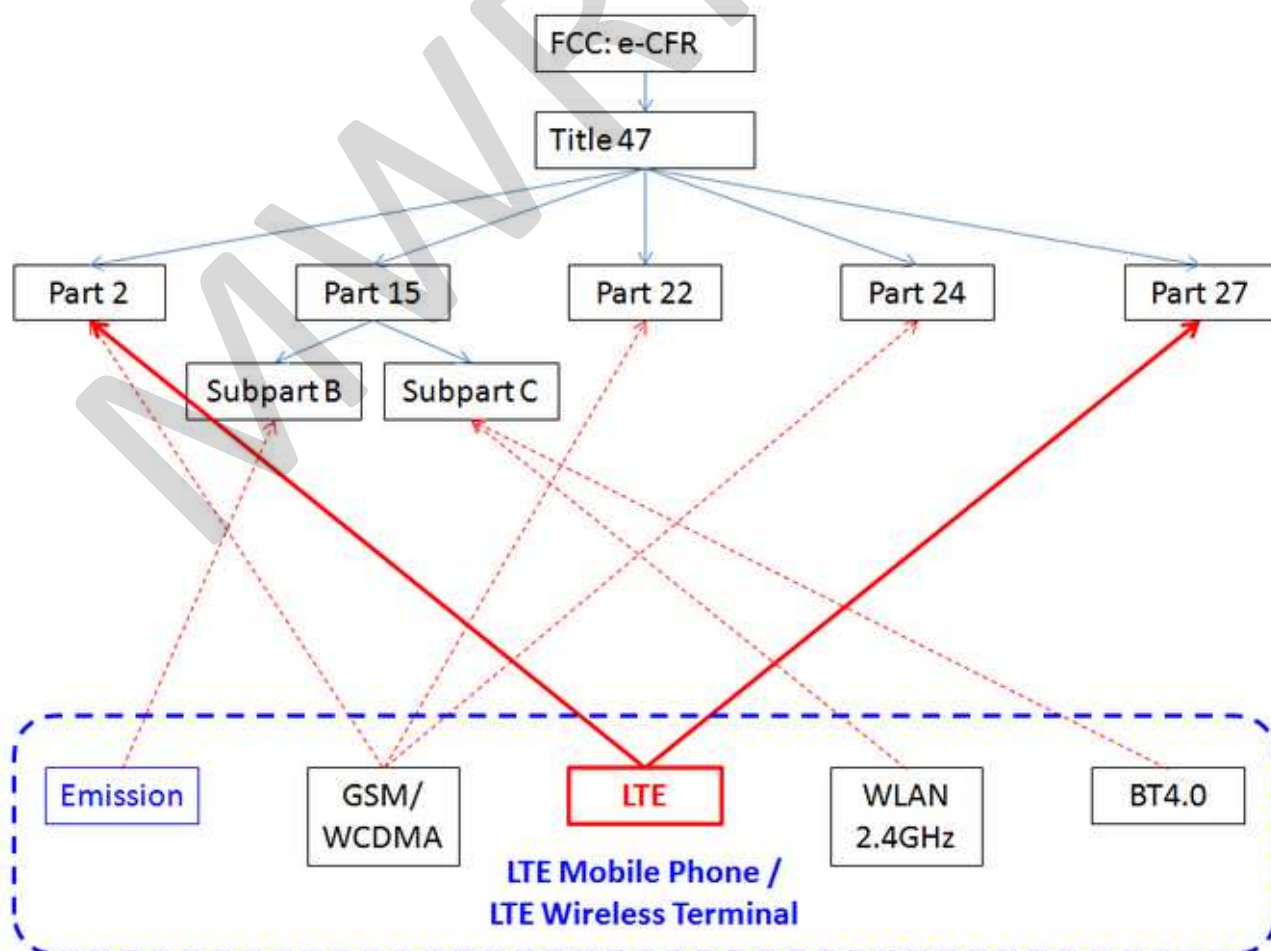 FCC: e-CFR
Title 47
Part 2
Part 15
Part 22
Part 24
Part 27
Subpart B
Subpart C
Emission
GSM/
WCDMA
LTE
WLAN
2.4GHz
BT4.0
LTE Mobile Phone /
LTE Wireless Terminal